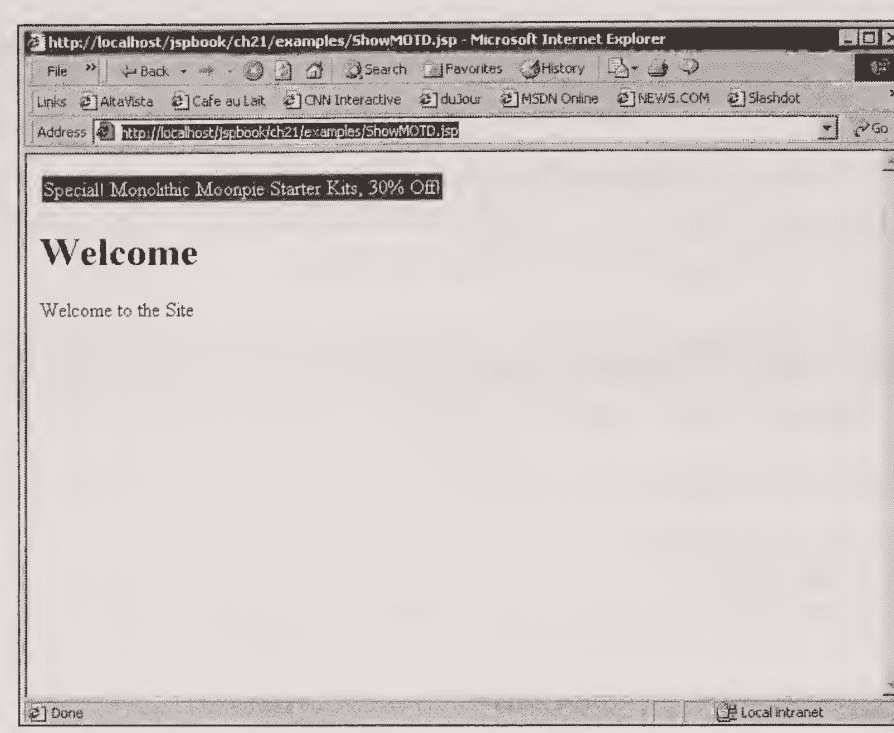 http://localhost/jspbook/ch21/examples/ShowMOTD.jsp - Microsoft Internet Explorer
File Back Search Favorites History
Links AltaVista Cafe au Lait CNN Interactive duJour MSDN Online NEWS.COM Slashdot
Address http://localhost/jspbook/ch21/examples/ShowMOTD.jsp Go
Special! Monolithic Moonpie Starter Kits, 30% Off!
Welcome
Welcome to the Site
Done Local intranet